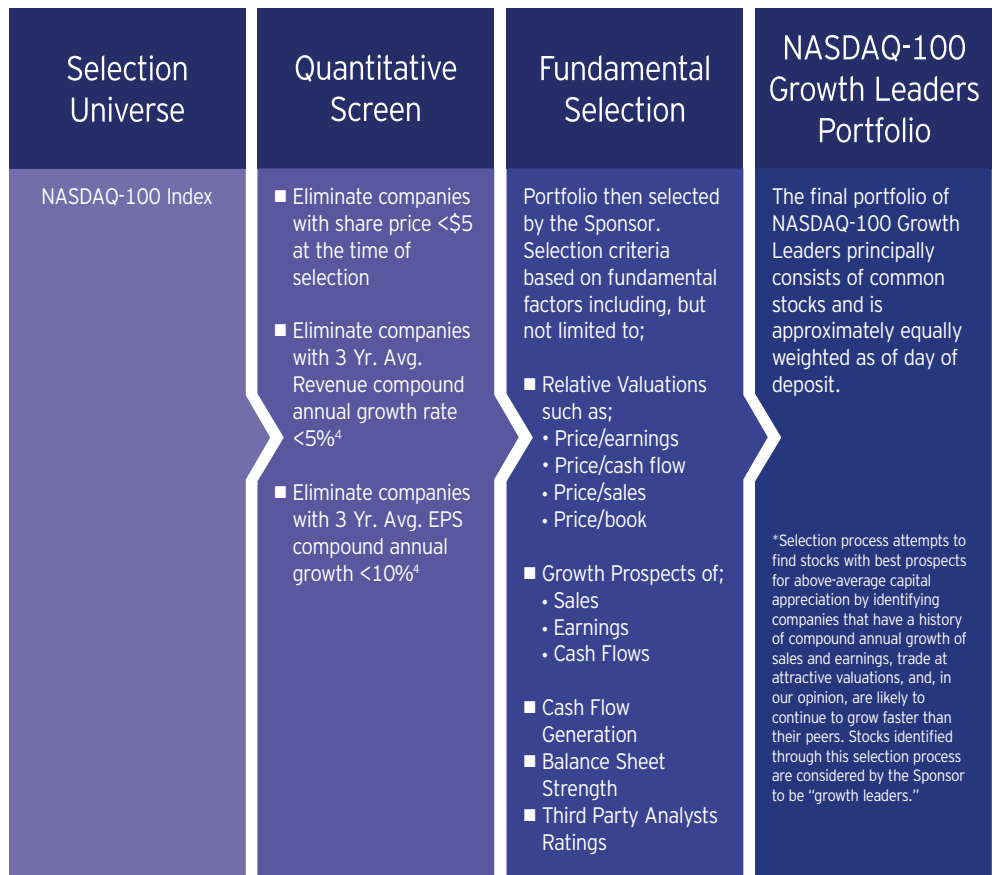 Selection
Universe
NASDAQ-100 Index
Quantitative
Screen
■ Eliminate companies
with share price <$5
at the time of
selection
■ Eliminate companies
with 3 Yr. Avg.
Revenue compound
annual growth rate
<5%⁴
■ Eliminate companies
with 3 Yr. Avg. EPS
compound annual
growth <10%⁴
Fundamental
Selection
Portfolio then selected
by the Sponsor.
Selection criteria
based on fundamental
factors including, but
not limited to;
■ Relative Valuations
such as;
• Price/earnings
• Price/cash flow
• Price/sales
• Price/book
■ Growth Prospects of;
• Sales
• Earnings
• Cash Flows
■ Cash Flow
Generation
■ Balance Sheet
Strength
■ Third Party Analysts
Ratings
NASDAQ-100
Growth Leaders
Portfolio
The final portfolio of
NASDAQ-100 Growth
Leaders principally
consists of common
stocks and is
approximately equally
weighted as of day of
deposit.
*Selection process attempts to
find stocks with best prospects
for above-average capital
appreciation by identifying
companies that have a history
of compound annual growth of
sales and earnings, trade at
attractive valuations, and, in
our opinion, are likely to
continue to grow faster than
their peers. Stocks identified
through this selection process
are considered by the Sponsor
to be “growth leaders.”